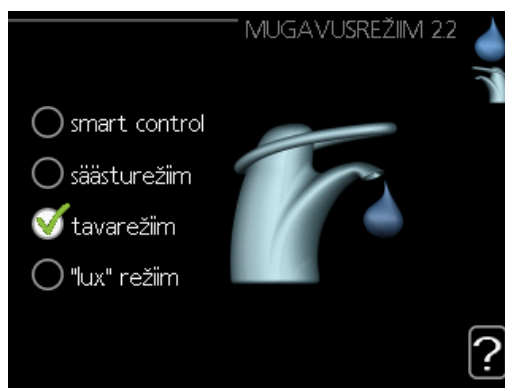 MUGAVUSREŽIIM 2.2
smart control
säästurežiim
tavarežiim
"lux" režiim
?